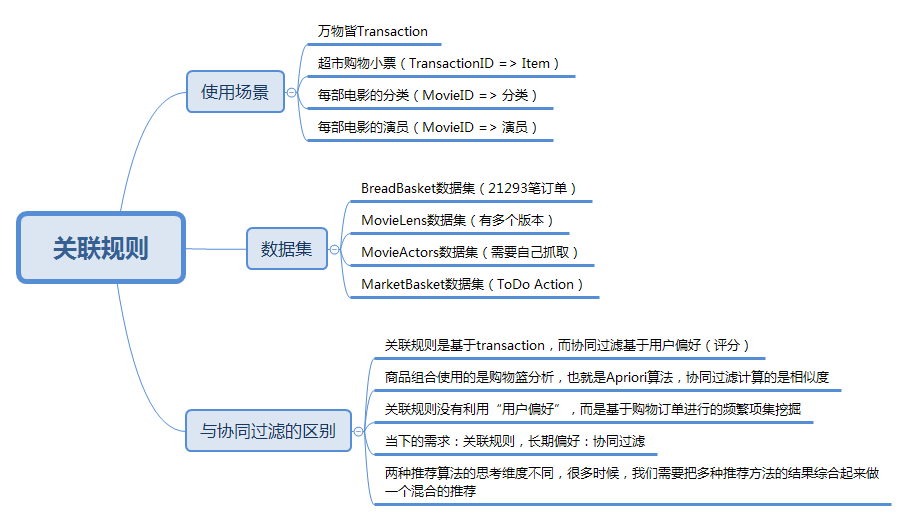 关联规则
使用场景
万物皆Transaction
超市购物小票（TransactionID => Item）
每部电影的分类（MovieID => 分类）
每部电影的演员（MovieID => 演员）
数据集
BreadBasket数据集（21293笔订单）
MovieLens数据集（有多个版本）
MovieActors数据集（需要自己抓取）
MarketBasket数据集（ToDo Action）
与协同过滤的区别
关联规则是基于transaction，而协同过滤基于用户偏好（评分）
商品组合使用的是购物篮分析，也就是Apriori算法，协同过滤计算的是相似度
关联规则没有利用“用户偏好”，而是基于购物订单进行的频繁项集挖掘
当下的需求：关联规则，长期偏好：协同过滤
两种推荐算法的思考维度不同，很多时候，我们需要把多种推荐方法的结果综合起来做
一个混合的推荐